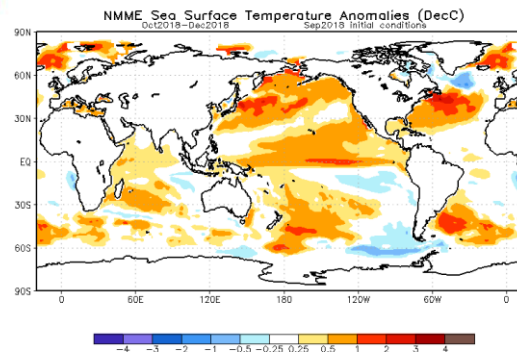 NMME Sea Surface Temperature Anomalies (DecC)
Oct2018-Dec2018 Sep2018 initial conditions
90N
60N
30N
EQ
30S
60S
90S
0 60E 120E 180 120W 60W 0
-4 -3 -2 -1 -0.5 -0.25 0.25 0.5 1 2 3 4